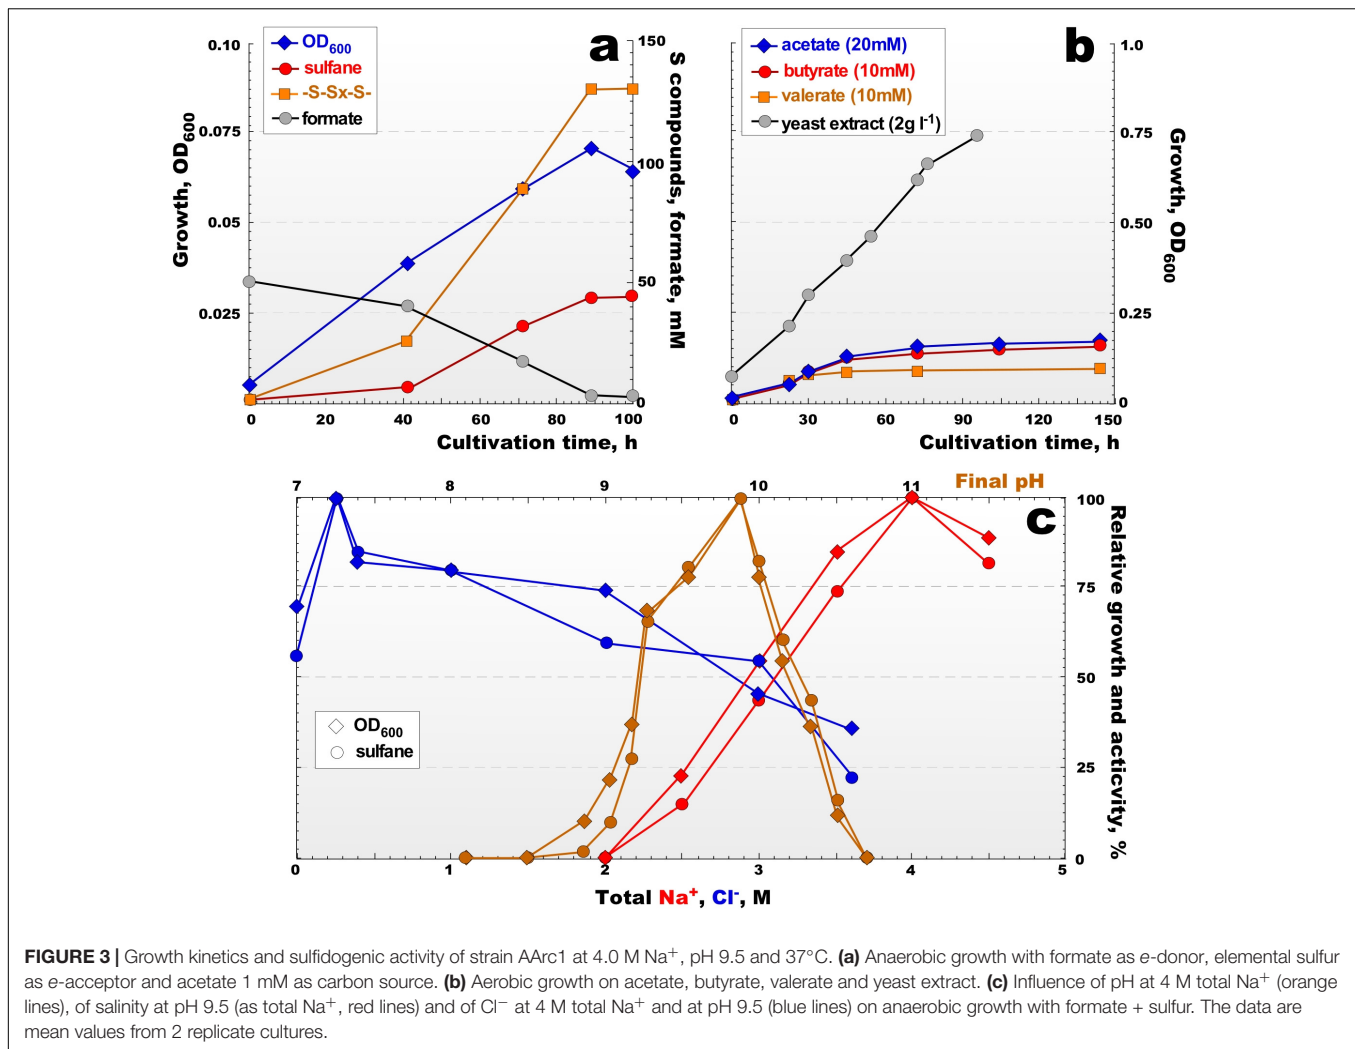 a
OD600
sulfane
-S-Sx-S-
formate
0.10
0.075
0.05
0.025
Growth, OD600
150
100
50
0
S compounds, formate, mM
0 20 40 60 80 100
Cultivation time, h
b
acetate (20mM)
butyrate (10mM)
valerate (10mM)
yeast extract (2g l-1)
1.0
0.75
0.50
0.25
0
Growth, OD600
0 30 60 90 120 150
Cultivation time, h
7 8 9 10 11 Final pH
c
OD600
sulfane
100
75
50
25
0
Relative growth and acticvity, %
0 1 2 3 4 5
Total Na+, Cl-, M
FIGURE 3 | Growth kinetics and sulfidogenic activity of strain AArc1 at 4.0 M Na+, pH 9.5 and 37°C. (a) Anaerobic growth with formate as e-donor, elemental sulfur
as e-acceptor and acetate 1 mM as carbon source. (b) Aerobic growth on acetate, butyrate, valerate and yeast extract. (c) Influence of pH at 4 M total Na+ (orange
lines), of salinity at pH 9.5 (as total Na+, red lines) and of Cl− at 4 M total Na+ and at pH 9.5 (blue lines) on anaerobic growth with formate + sulfur. The data are
mean values from 2 replicate cultures.